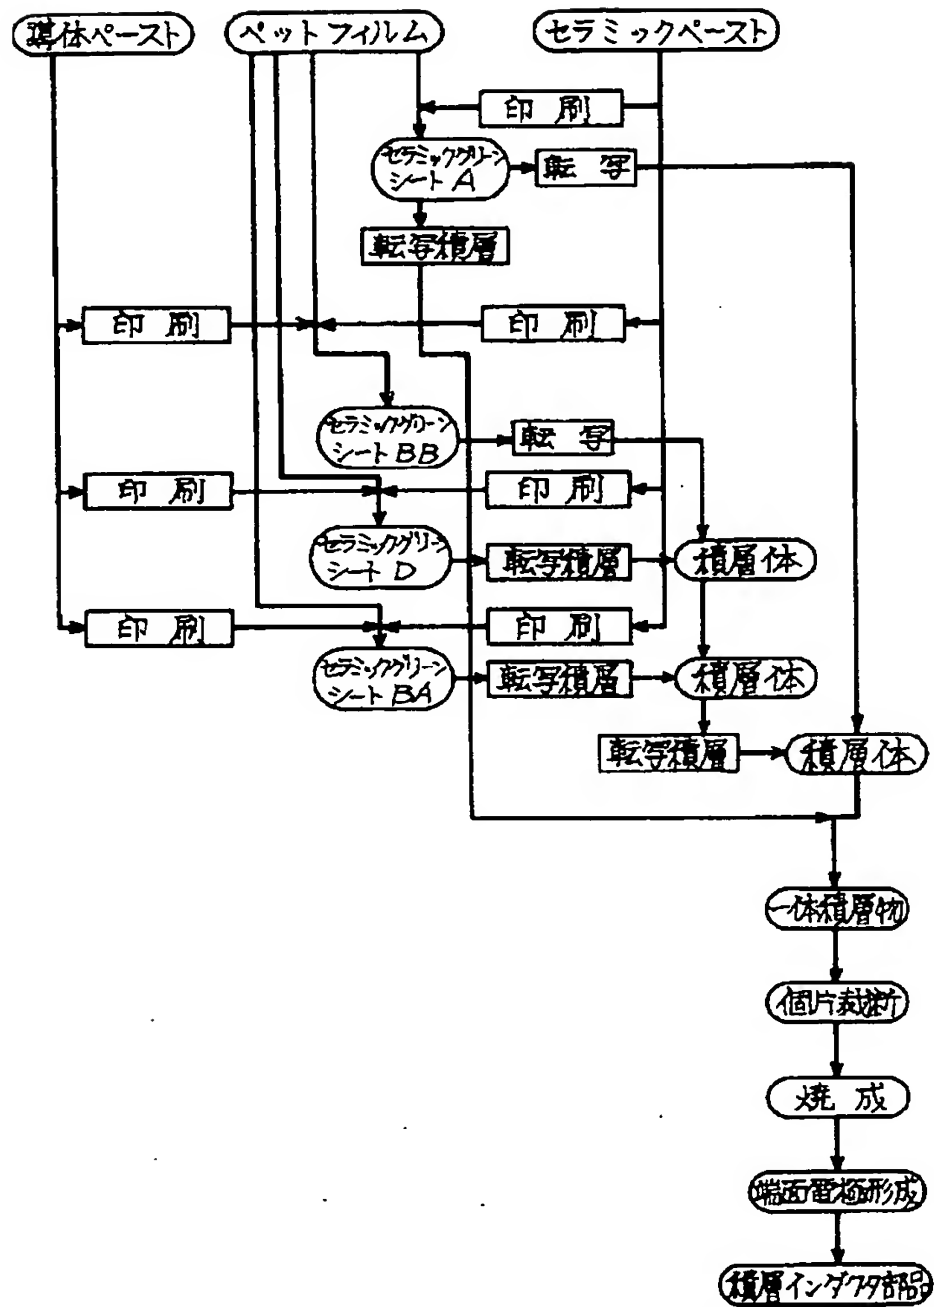 導体ペースト
ペットフィルム
セラミックペースト
印刷
セラミックグリーン
シートA
転写
転写積層
印刷
印刷
セラミックグリーン
シートBB
転写
印刷
印刷
セラミックグリーン
シートD
転写積層
積層体
印刷
印刷
セラミックグリーン
シートBA
転写積層
積層体
転写積層
積層体
一体積層物
個片裁断
焼成
端面電極形成
積層インダクタ部品